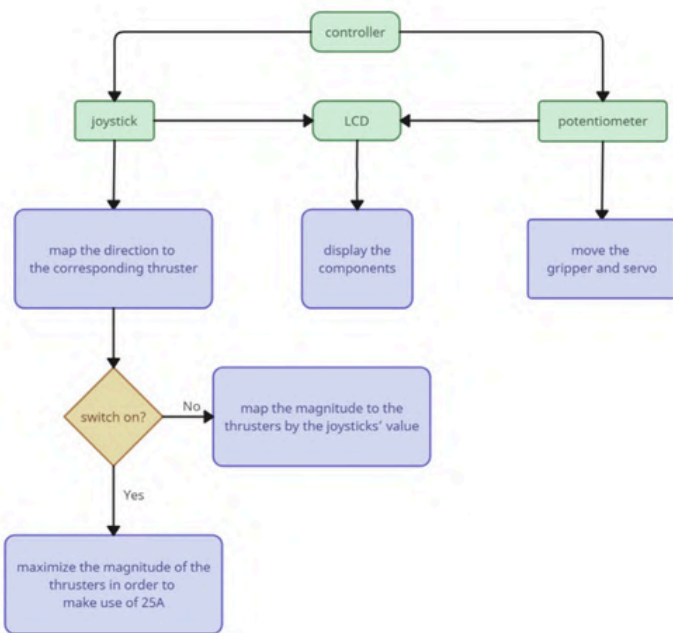 controller
joystick
LCD
potentiometer
map the direction to
the corresponding thruster
display the
components
move the
gripper and servo
switch on?
No
map the magnitude to the
thrusters by the joysticks' value
Yes
maximize the magnitude of the
thrusters in order to
make use of 25A